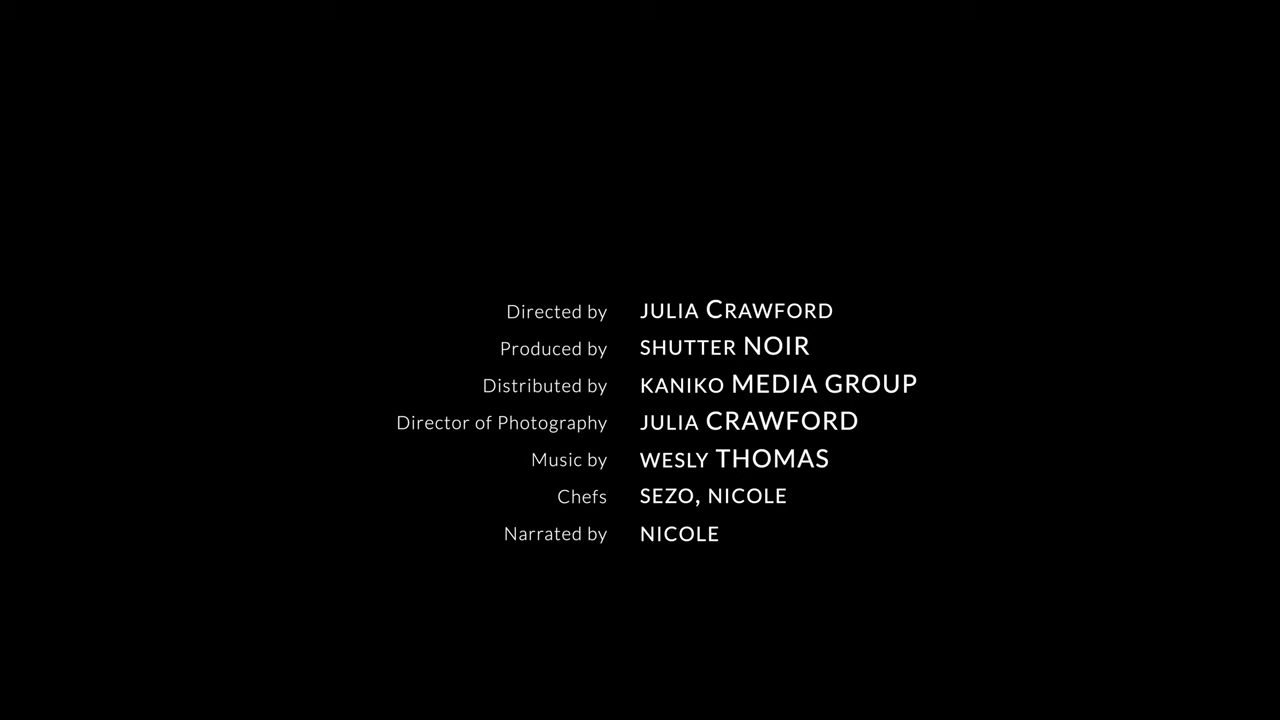 Directed by JULIA CRAWFORD
Produced by SHUTTER NOIR
Distributed by KANIKO MEDIA GROUP
Director of Photography JULIA CRAWFORD
Music by WESLY THOMAS
Chefs SEZO, NICOLE
Narrated by NICOLE